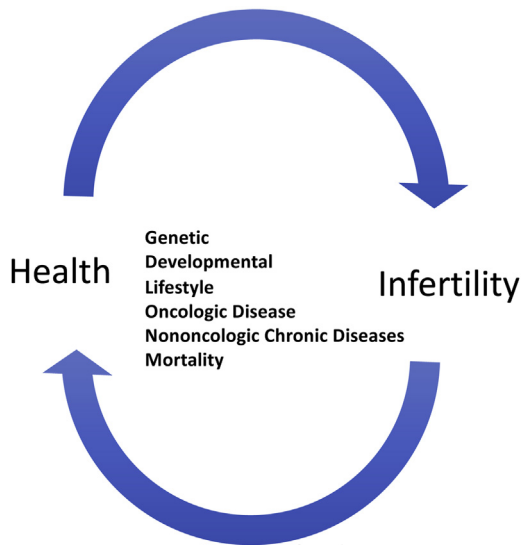 Health
Genetic
Developmental
Lifestyle
Oncologic Disease
Nononcologic Chronic Diseases
Mortality
Infertility